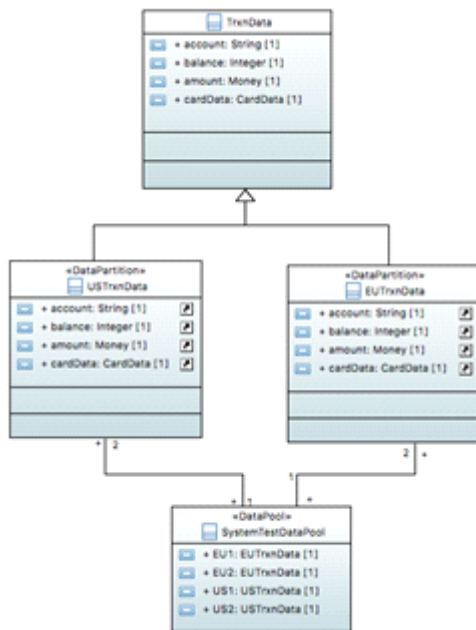 TrxnData
+ account: String [1]
+ balance: Integer [1]
+ amount: Money [1]
+ cardData: CardData [1]
«DataPartition»
USTrxnData
+ account: String [1]
+ balance: Integer [1]
+ amount: Money [1]
+ cardData: CardData [1]
«DataPartition»
EUTrxnData
+ account: String [1]
+ balance: Integer [1]
+ amount: Money [1]
+ cardData: CardData [1]
+ 2
2 +
+ 1
1 +
«DataPool»
SystemTestDataPool
+ EU1: EUTrxnData [1]
+ EU2: EUTrxnData [1]
+ US1: USTrxnData [1]
+ US2: USTrxnData [1]